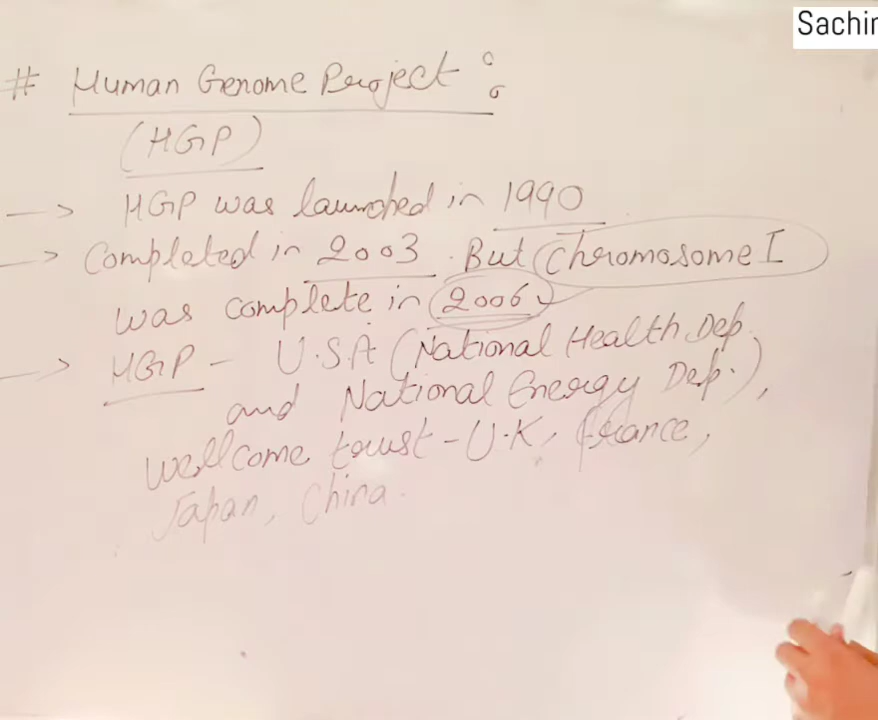 Sachin
# Human Genome Project :
(HGP)
→ HGP was launched in 1990
→ Completed in 2003. But Chromosome I
was complete in 2006
→ HGP - U.S.A (National Health Dep.
and National Energy Dep.),
wellcome trust - U.K, france,
Japan, China.